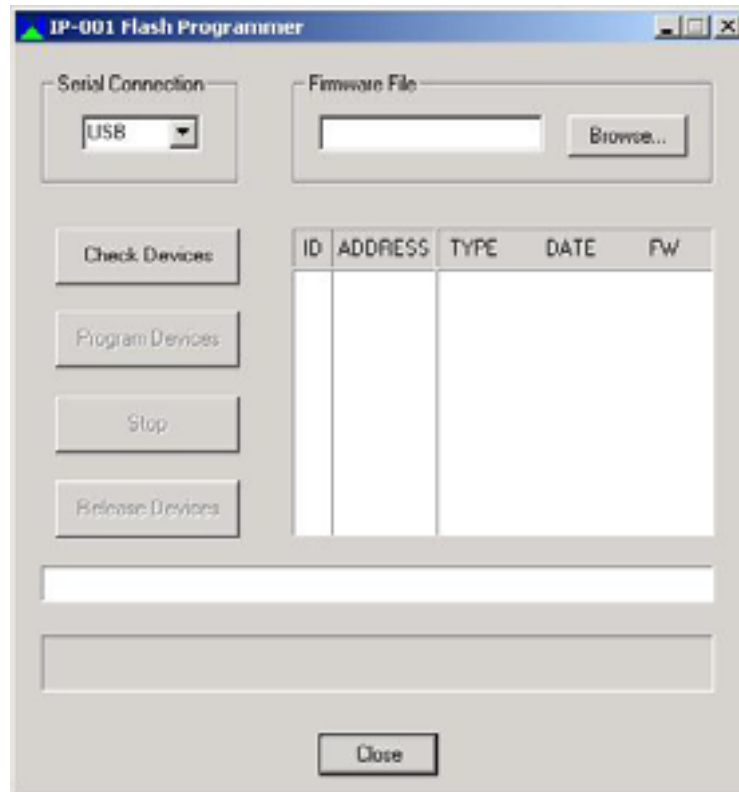 IP-001 Flash Programmer
Serial Connection
Firmware File
USB
Browse...
Check Devices
ID ADDRESS TYPE DATE FW
Program Devices
Stop
Release Devices
Close